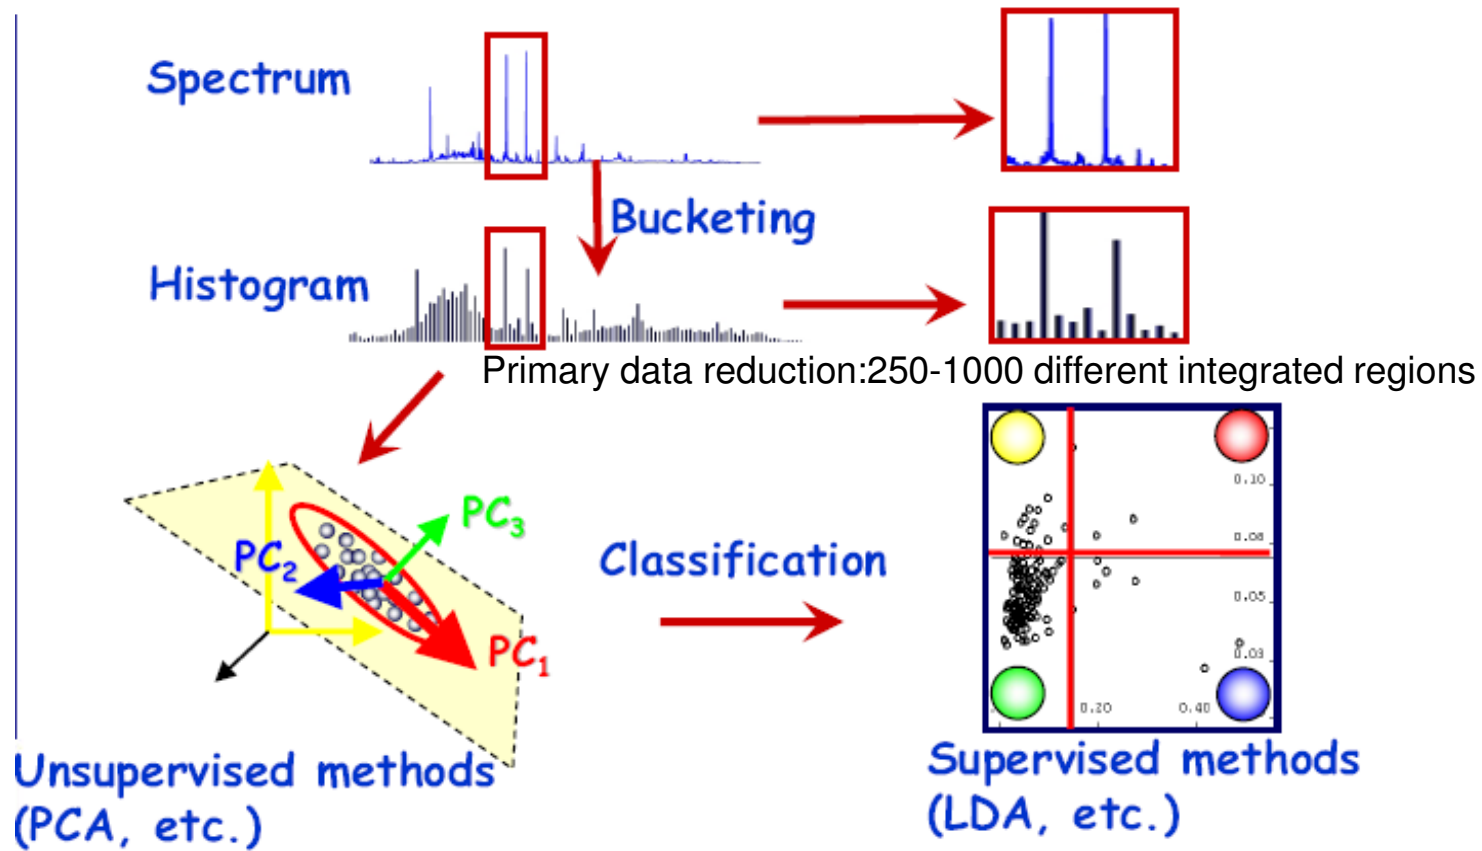 Spectrum
Bucketing
Histogram
Primary data reduction:250-1000 different integrated regions
PC3
PC2
PC1
Classification
0.10
0.08
0.05
0.03
0.20 0.40
Unsupervised methods
(PCA, etc.)
Supervised methods
(LDA, etc.)